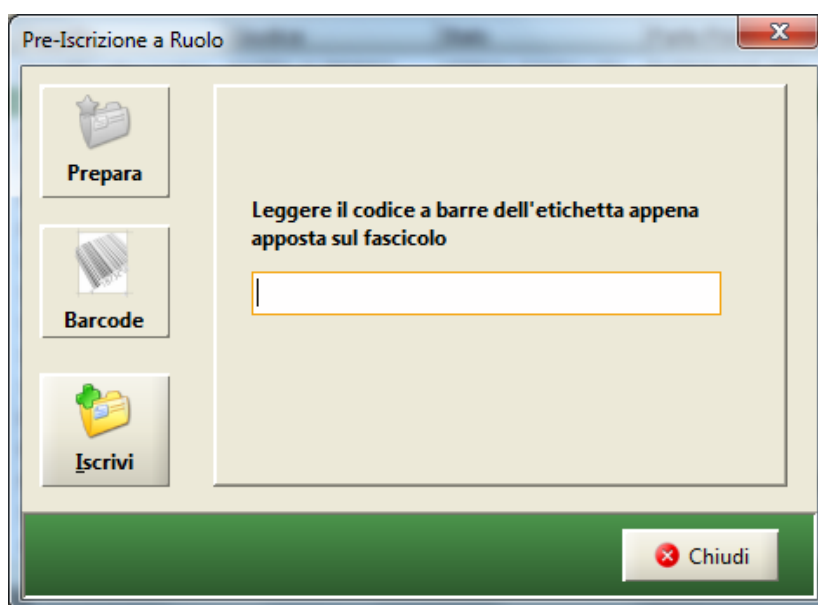 Pre-Iscrizione a Ruolo
Prepara
Leggere il codice a barre dell'etichetta appena
apposta sul fascicolo
Barcode
Iscrivi
Chiudi